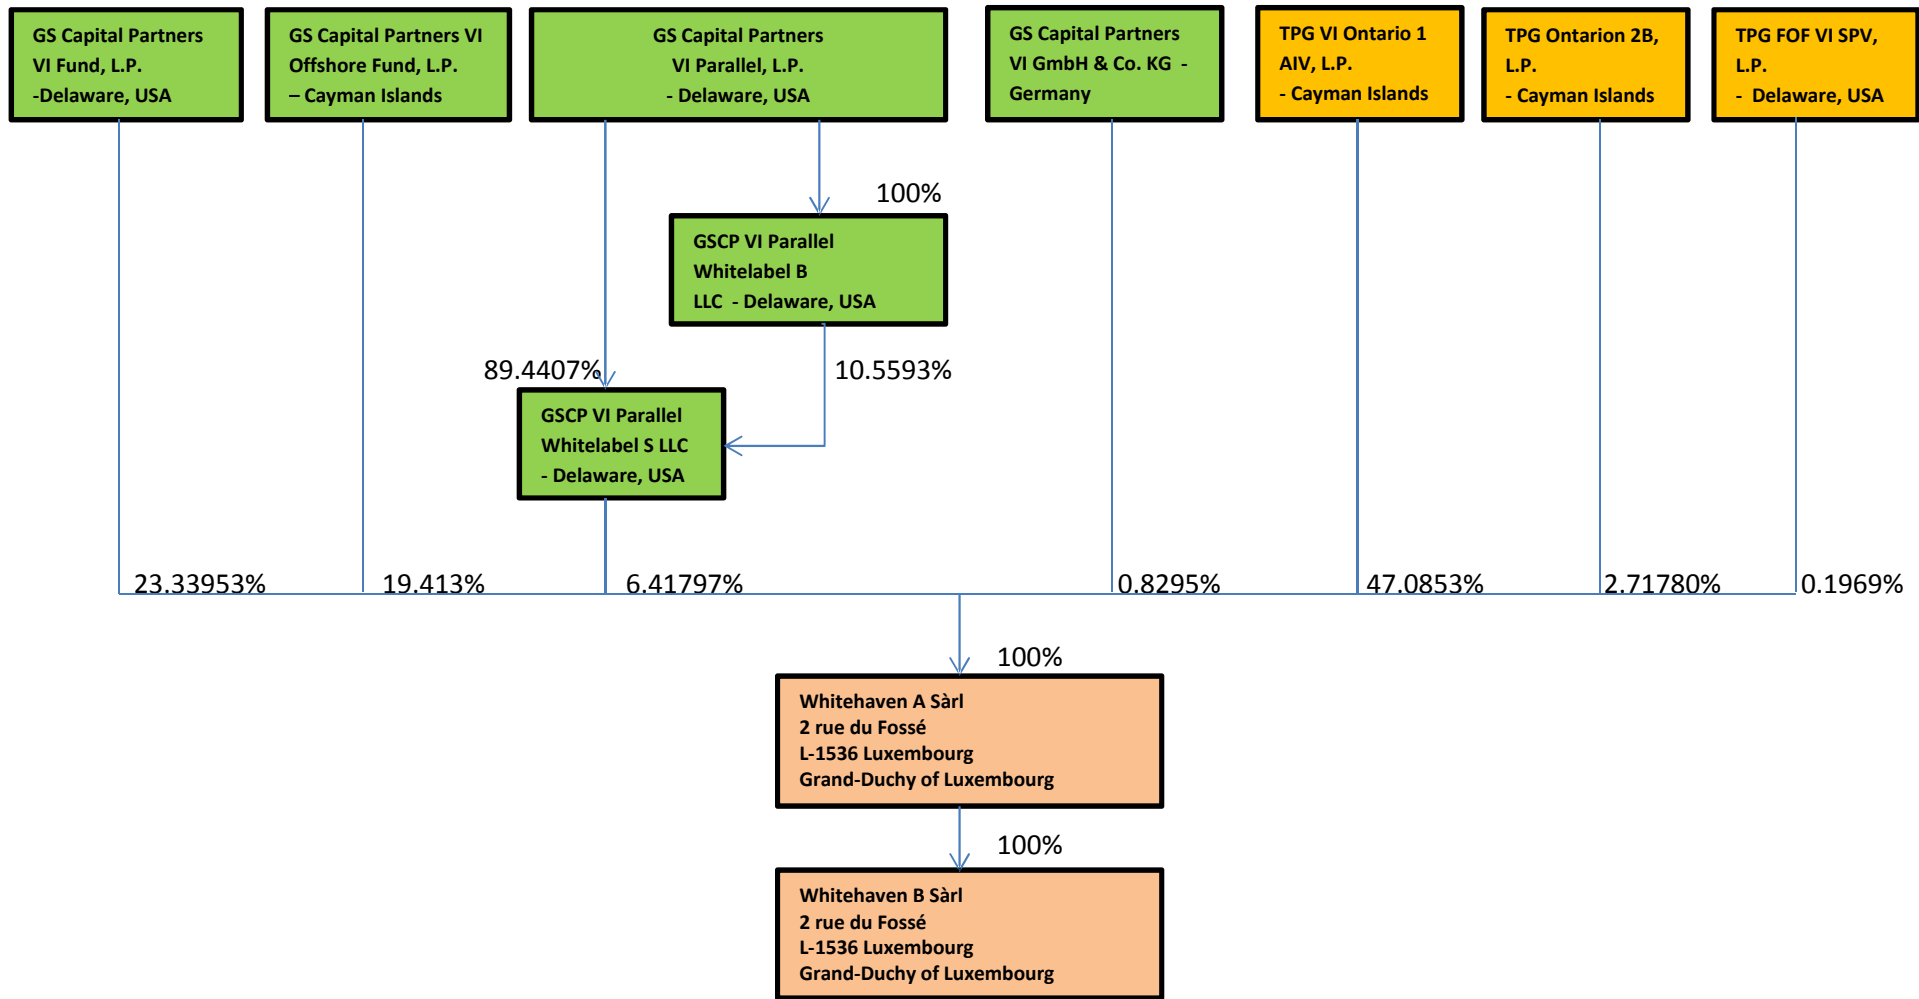 GS Capital Partners
VI Fund, L.P.
-Delaware, USA
GS Capital Partners VI
Offshore Fund, L.P.
– Cayman Islands
GS Capital Partners
VI Parallel, L.P.
- Delaware, USA
GS Capital Partners
VI GmbH & Co. KG -
Germany
TPG VI Ontario 1
AIV, L.P.
- Cayman Islands
TPG Ontarion 2B,
L.P.
- Cayman Islands
TPG FOF VI SPV,
L.P.
- Delaware, USA
100%
GSCP VI Parallel
Whitelabel B
LLC - Delaware, USA
89.4407%
10.5593%
GSCP VI Parallel
Whitelabel S LLC
- Delaware, USA
23.33953%
19.413%
6.41797%
0.8295%
47.0853%
2.71780%
0.1969%
100%
Whitehaven A Sàrl
2 rue du Fossé
L-1536 Luxembourg
Grand-Duchy of Luxembourg
100%
Whitehaven B Sàrl
2 rue du Fossé
L-1536 Luxembourg
Grand-Duchy of Luxembourg